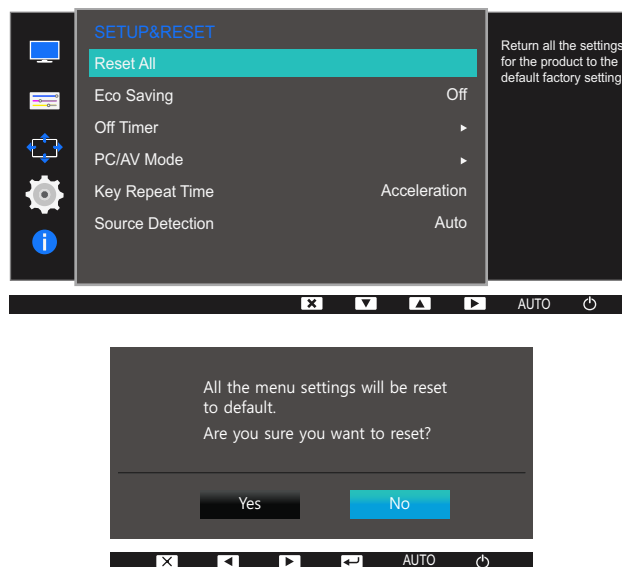 SETUP&RESET
Reset All
Eco Saving Off
Off Timer
PC/AV Mode
Key Repeat Time Acceleration
Source Detection Auto
Return all the settings
for the product to the
default factory setting
AUTO
All the menu settings will be reset
to default.
Are you sure you want to reset?
Yes No
AUTO